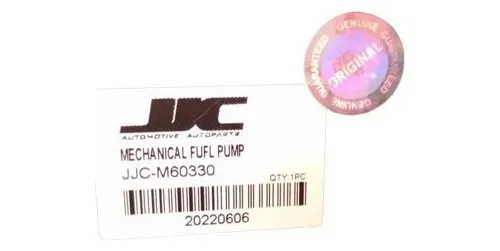 GUARANTEED GENUINE GUARANTEED GENUINE
ORIGINAL
JJC
AUTOMOTIVE AUTOPARTS
MECHANICAL FUFL PUMP
JJC-M60330
QTY:1PC
20220606